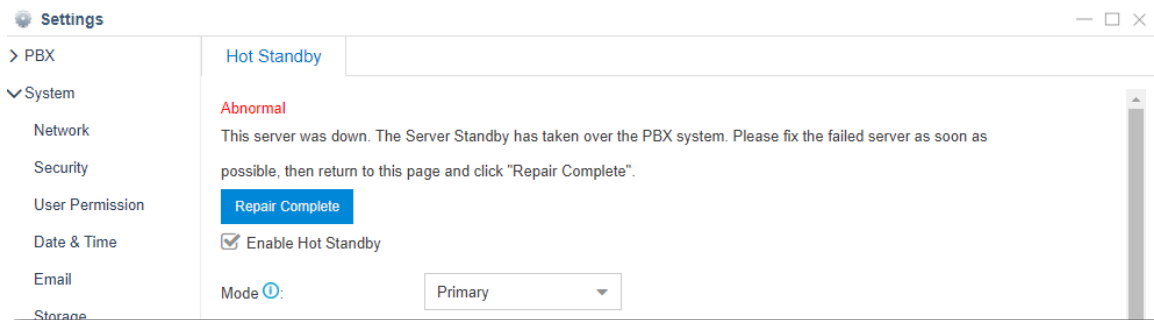 Settings
PBX
Hot Standby
System
Network
Security
User Permission
Date & Time
Email
Storage
Abnormal
This server was down. The Server Standby has taken over the PBX system. Please fix the failed server as soon as
possible, then return to this page and click "Repair Complete".
Repair Complete
Enable Hot Standby
Mode :
Primary